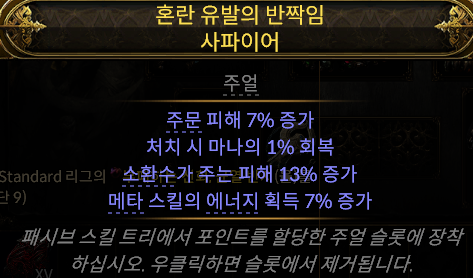 혼란 유발의 반짝임
사파이어
주얼
주문 피해 7% 증가
처치 시 마나의 1% 회복
소환수가 주는 피해 13% 증가
메타 스킬의 에너지 획득 7% 증가
Standard 리그의
단 9)
패시브 스킬 트리에서 포인트를 할당한 주얼 슬롯에 장착
하십시오. 우클릭하면 슬롯에서 제거됩니다.
XV